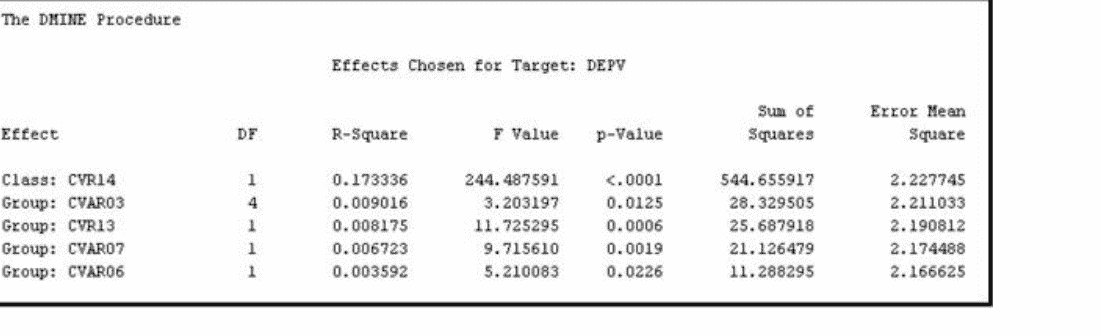 The DMINE Procedure
Effects Chosen for Target: DEPV
Sum of Error Mean
Effect DF R-Square F Value p-Value Squares Square
Class: CVR14 1 0.173336 244.487591 <.0001 544.655917 2.227745
Group: CVAR03 4 0.009016 3.203197 0.0125 28.329505 2.211033
Group: CVR13 1 0.008175 11.725295 0.0006 25.687918 2.190812
Group: CVAR07 1 0.006723 9.715610 0.0019 21.126479 2.174488
Group: CVAR06 1 0.003592 5.210083 0.0226 11.288295 2.166625